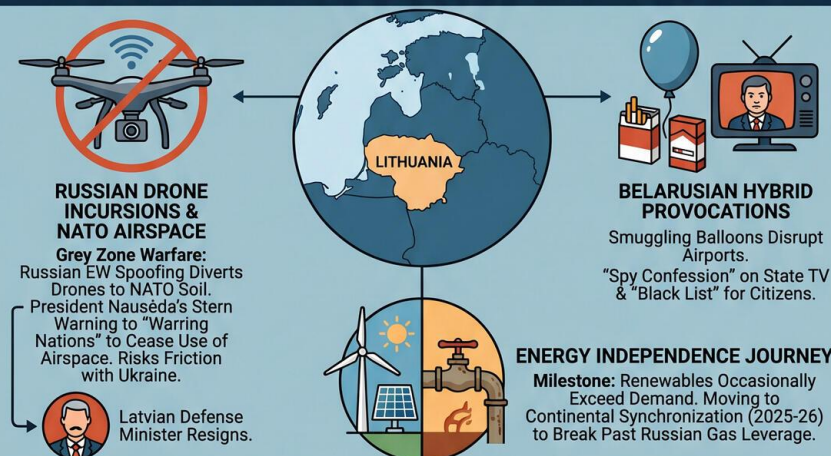 LITHUANIA
RUSSIAN DRONE
INCURSIONS &
NATO AIRSPACE
Grey Zone Warfare:
Russian EW Spoofing Diverts
Drones to NATO Soil.
President Nausėda's Stern
Warning to “Warring
Nations” to Cease Use of
Airspace. Risks Friction
with Ukraine.
Latvian Defense
Minister Resigns.
BELARUSIAN HYBRID
PROVOCATIONS
Smuggling Balloons Disrupt
Airports.
“Spy Confession” on State TV
& “Black List” for Citizens.
ENERGY INDEPENDENCE JOURNEY
Milestone: Renewables Occasionally
Exceed Demand. Moving to
Continental Synchronization (2025-26)
to Break Past Russian Gas Leverage.